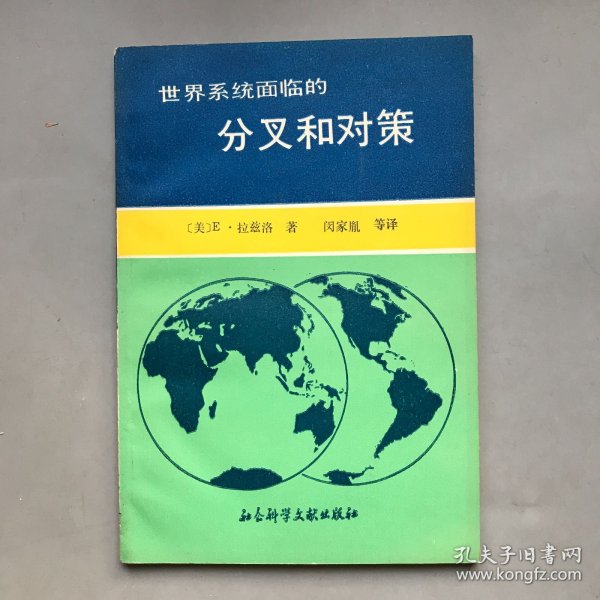 世界系统面临的
分叉和对策
〔美〕E·拉兹洛 著 闵家胤 等译
社会科学文献出版社
孔夫子旧书网
www.kongfz.com